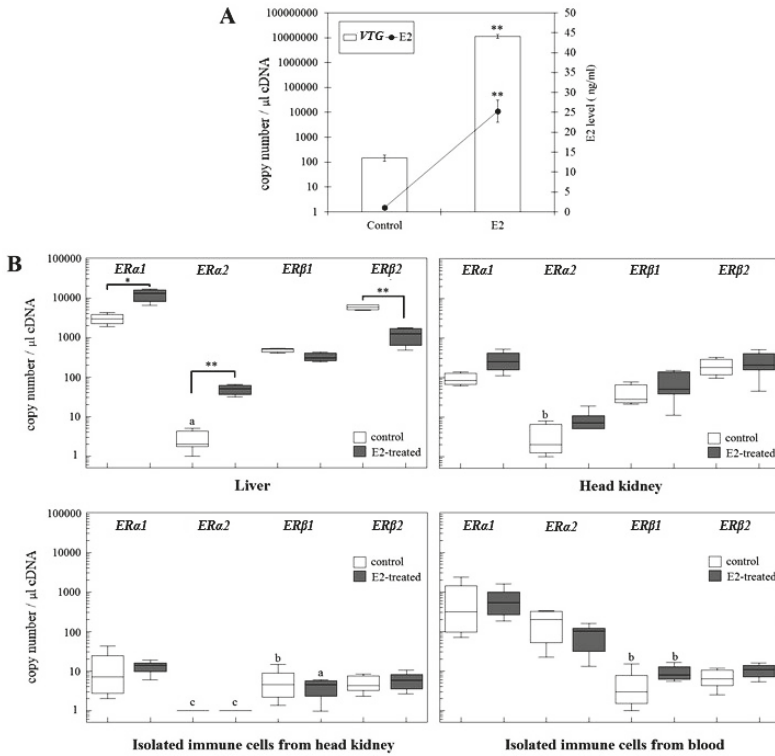 A
copy number / µl cDNA
100000000
10000000
1000000
100000
10000
1000
100
10
1
VTG E2
**
**
50
45
40
35
30
25
20
15
10
5
0
E2 level ( ng/ml)
Control E2
B
copy number / µl cDNA
100000
10000
1000
100
10
1
ERα1 ERα2 ERβ1 ERβ2
*
**
**
a
control
E2-treated
Liver
ERα1 ERα2 ERβ1 ERβ2
b
control
E2-treated
Head kidney
copy number / µl cDNA
100000
10000
1000
100
10
1
ERα1 ERα2 ERβ1 ERβ2
control
E2-treated
b
a
c c
Isolated immune cells from head kidney
ERα1 ERα2 ERβ1 ERβ2
control
E2-treated
b b
Isolated immune cells from blood